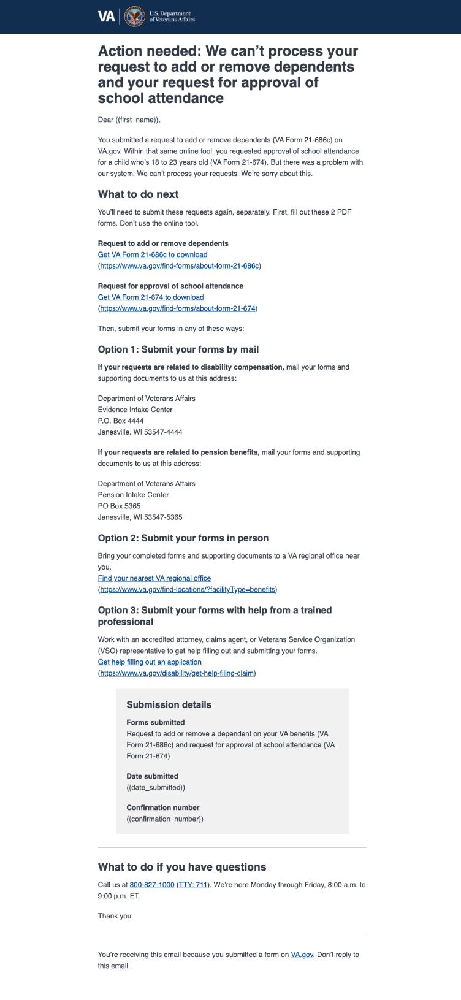 VA
U.S. Department
of Veterans Affairs
Action needed: We can’t process your
request to add or remove dependents
and your request for approval of
school attendance
Dear ((first_name)),
You submitted a request to add or remove dependents (VA Form 21-686c) on
VA.gov. Within that same online tool, you requested approval of school attendance
for a child who’s 18 to 23 years old (VA Form 21-674). But there was a problem with
our system. We can’t process your requests. We’re sorry about this.
What to do next
You’ll need to submit these requests again, separately. First, fill out these 2 PDF
forms. Don’t use the online tool.
Request to add or remove dependents
Get VA Form 21-686c to download
(https://www.va.gov/find-forms/about-form-21-686c)
Request for approval of school attendance
Get VA Form 21-674 to download
(https://www.va.gov/find-forms/about-form-21-674)
Then, submit your forms in any of these ways:
Option 1: Submit your forms by mail
If your requests are related to disability compensation, mail your forms and
supporting documents to us at this address:
Department of Veterans Affairs
Evidence Intake Center
P.O. Box 4444
Janesville, WI 53547-4444
If your requests are related to pension benefits, mail your forms and supporting
documents to us at this address:
Department of Veterans Affairs
Pension Intake Center
PO Box 5365
Janesville, WI 53547-5365
Option 2: Submit your forms in person
Bring your completed forms and supporting documents to a VA regional office near
you.
Find your nearest VA regional office
(https://www.va.gov/find-locations/?facilityType=benefits)
Option 3: Submit your forms with help from a trained
professional
Work with an accredited attorney, claims agent, or Veterans Service Organization
(VSO) representative to get help filling out and submitting your forms.
Get help filling out an application
(https://www.va.gov/disability/get-help-filing-claim)
Submission details
Forms submitted
Request to add or remove a dependent on your VA benefits (VA
Form 21-686c) and request for approval of school attendance (VA
Form 21-674)
Date submitted
((date_submitted))
Confirmation number
((confirmation_number))
What to do if you have questions
Call us at 800-827-1000 (TTY: 711). We’re here Monday through Friday, 8:00 a.m. to
9:00 p.m. ET.
Thank you
You’re receiving this email because you submitted a form on VA.gov. Don’t reply to
this email.